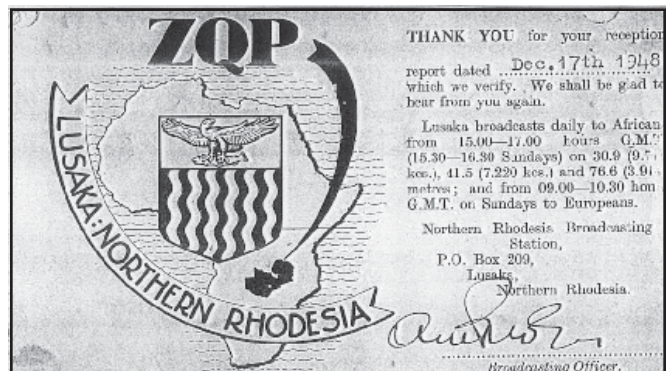 ZQP
LUSAKA: NORTHERN RHODESIA
THANK YOU for your reception
report dated Dec. 17th 1948
which we verify. We shall be glad to
hear from you again.
Lusaka broadcasts daily to African
from 15.00—17.00 hours G.M.T
(15.30—16.30 Sundays) on 30.9
kcs.), 41.5 (7.220 kcs.) and 76.6
metres; and from 09.00—10.30 hou
G.M.T. on Sundays to Europeans.
Northern Rhodesia Broadcasting
Station,
P.O. Box 209,
Lusaka,
Northern Rhodesia.
Broadcasting Officer.